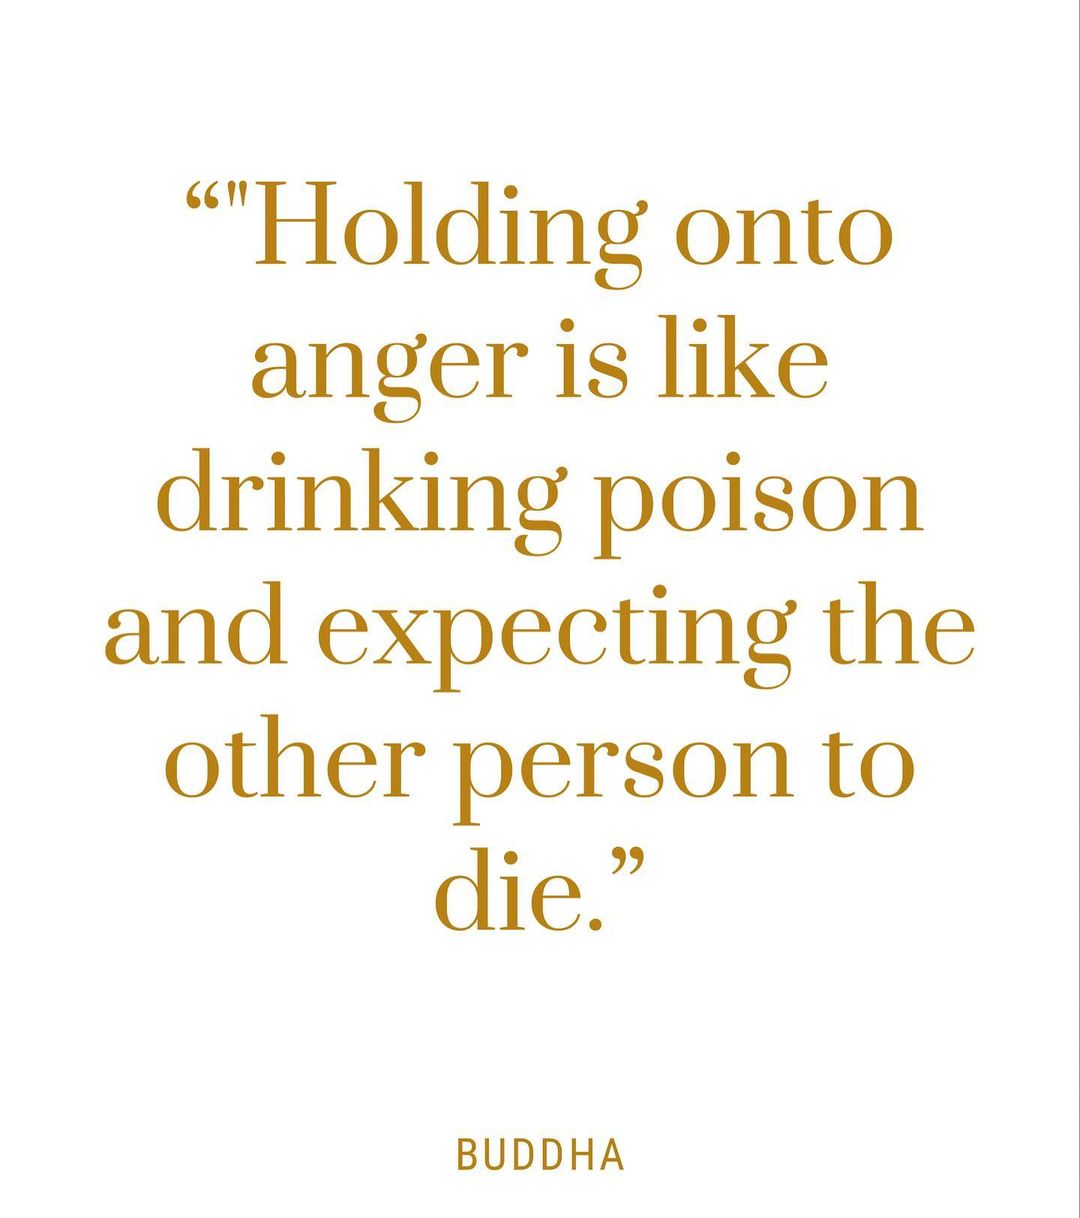 “"Holding onto
anger is like
drinking poison
and expecting the
other person to
die.”
BUDDHA